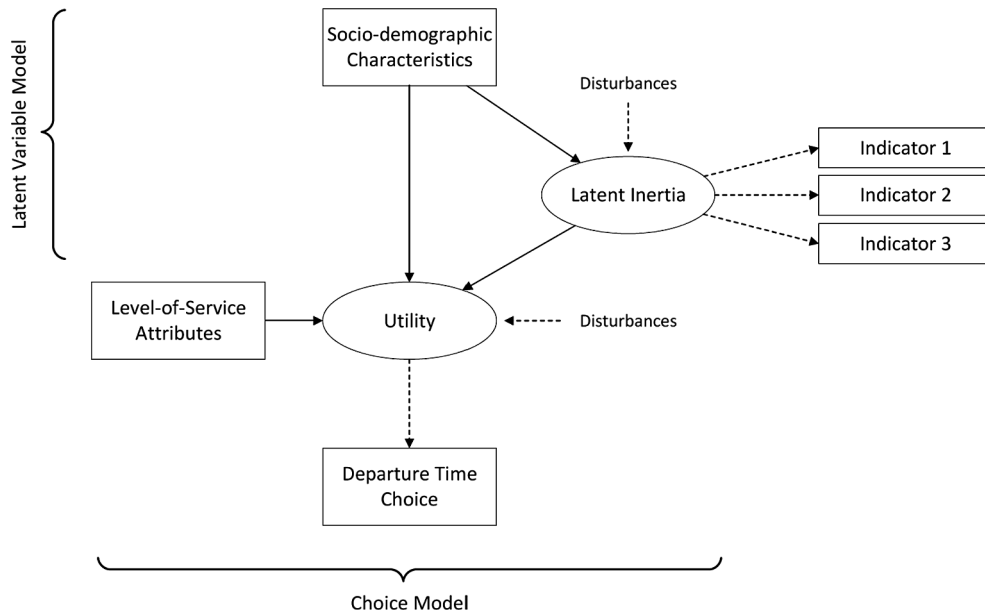 Socio-demographic
Characteristics
Disturbances
Latent Variable Model
Indicator 1
Latent Inertia
Indicator 2
Indicator 3
Level-of-Service
Attributes
Utility
Disturbances
Departure Time
Choice
Choice Model